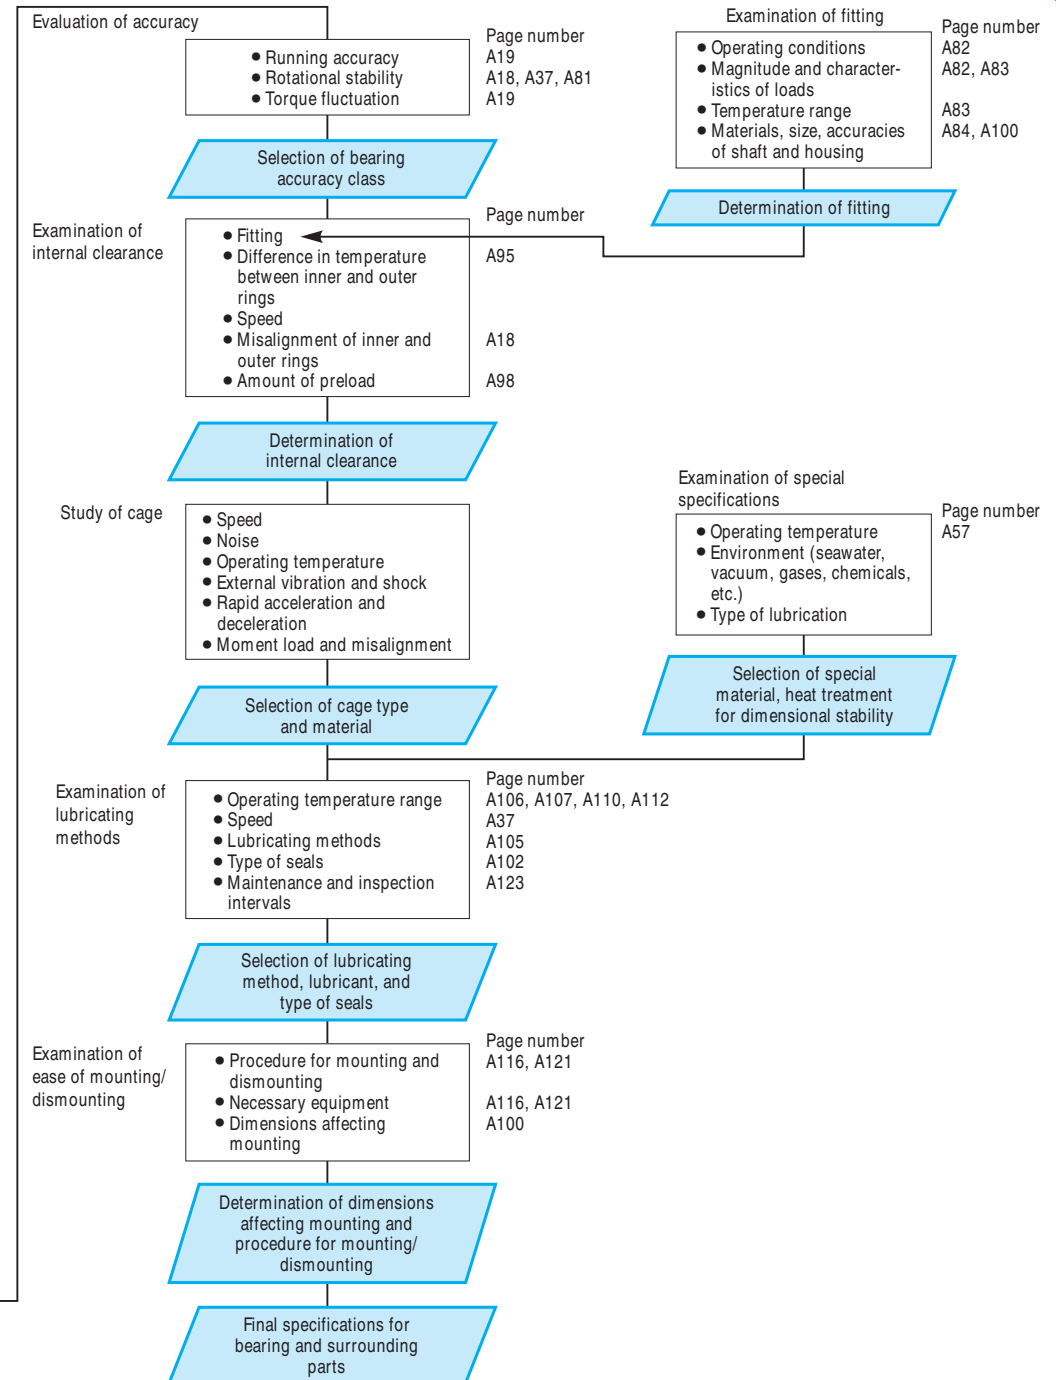 Evaluation of accuracy
Page number
● Running accuracy
A19
● Rotational stability
A18, A37, A81
● Torque fluctuation
A19
Selection of bearing
accuracy class
Examination of fitting
Page number
● Operating conditions
A82
● Magnitude and character-
A82, A83
istics of loads
● Temperature range
A83
● Materials, size, accuracies
A84, A100
of shaft and housing
Determination of fitting
Examination of
internal clearance
Page number
● Fitting
● Difference in temperature
A95
between inner and outer
rings
● Speed
● Misalignment of inner and
A18
outer rings
● Amount of preload
A98
Determination of
internal clearance
Study of cage
● Speed
● Noise
● Operating temperature
● External vibration and shock
● Rapid acceleration and
deceleration
● Moment load and misalignment
Selection of cage type
and material
Examination of special
specifications
Page number
● Operating temperature
A57
● Environment (seawater,
vacuum, gases, chemicals,
etc.)
● Type of lubrication
Selection of special
material, heat treatment
for dimensional stability
Examination of
lubricating
methods
Page number
● Operating temperature range
A106, A107, A110, A112
● Speed
A37
● Lubricating methods
A105
● Type of seals
A102
● Maintenance and inspection
A123
intervals
Selection of lubricating
method, lubricant, and
type of seals
Examination of
ease of mounting/
dismounting
Page number
● Procedure for mounting and
A116, A121
dismounting
● Necessary equipment
A116, A121
● Dimensions affecting
A100
mounting
Determination of dimensions
affecting mounting and
procedure for mounting/
dismounting
Final specifications for
bearing and surrounding
parts